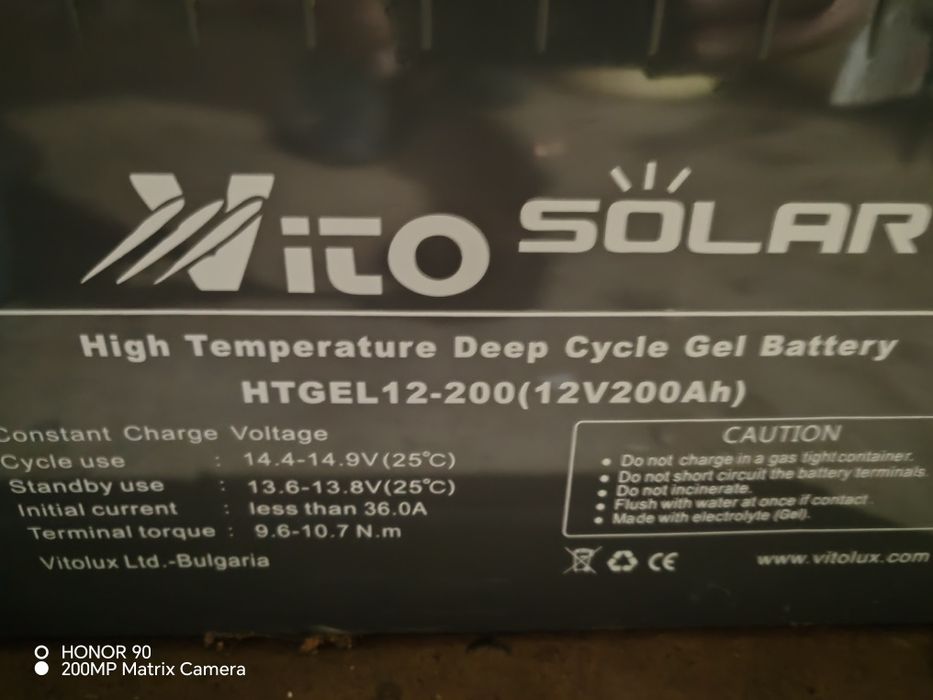 Vito SOLAR
High Temperature Deep Cycle Gel Battery
HTGEL12-200(12V200Ah)
Constant Charge Voltage
Cycle use : 14.4-14.9V(25℃)
Standby use : 13.6-13.8V(25℃)
Initial current : less than 36.0A
Terminal torque : 9.6-10.7 N.m
Vitolux Ltd.-Bulgaria
CAUTION
• Do not charge in a gas tight container.
• Do not short circuit the battery terminals.
• Do not incinerate.
• Flush with water at once if contact.
• Made with electrolyte (Gel).
CE
www.vitolux.com
HONOR 90
200MP Matrix Camera